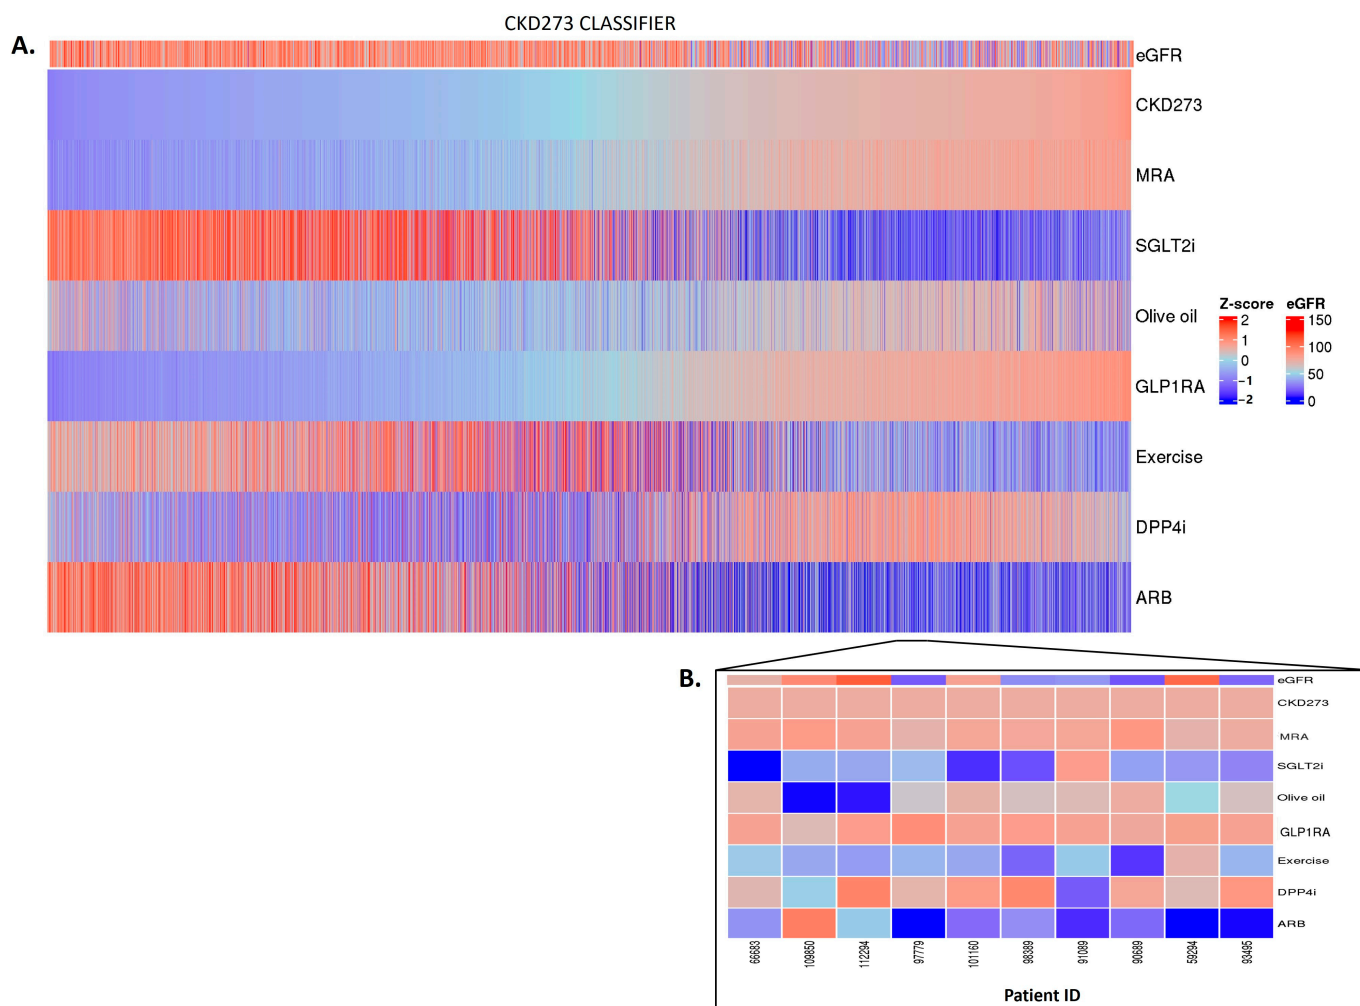 CKD273 CLASSIFIER
A.
eGFR
CKD273
MRA
SGLT2i
Olive oil
GLP1RA
Exercise
DPP4i
ARB
Z-score eGFR
2 150
1 100
0 50
-1 0
-2
B.
eGFR
CKD273
MRA
SGLT2i
Olive oil
GLP1RA
Exercise
DPP4i
ARB
66683 109850 112294 97779 101160 98389 91089 90689 59294 93495
Patient ID